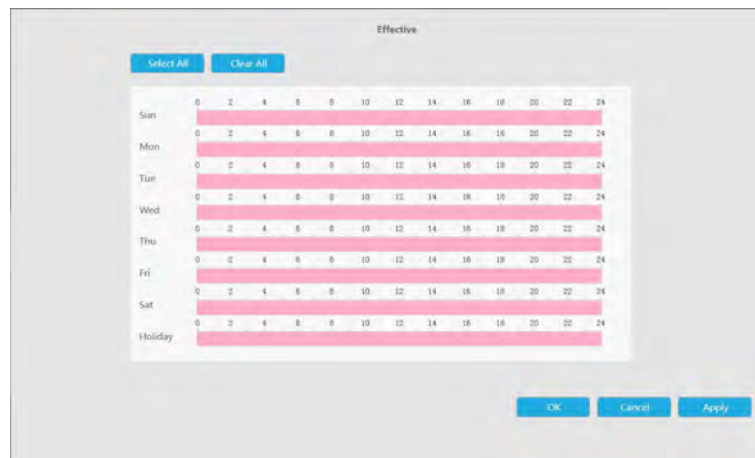 Effective
Select All Clear All
0 2 4 6 8 10 12 14 16 18 20 22 24
Sun
0 2 4 6 8 10 12 14 16 18 20 22 24
Mon
0 2 4 6 8 10 12 14 16 18 20 22 24
Tue
0 2 4 6 8 10 12 14 16 18 20 22 24
Wed
0 2 4 6 8 10 12 14 16 18 20 22 24
Thu
0 2 4 6 8 10 12 14 16 18 20 22 24
Fri
0 2 4 6 8 10 12 14 16 18 20 22 24
Sat
0 2 4 6 8 10 12 14 16 18 20 22 24
Holiday
OK Cancel Apply